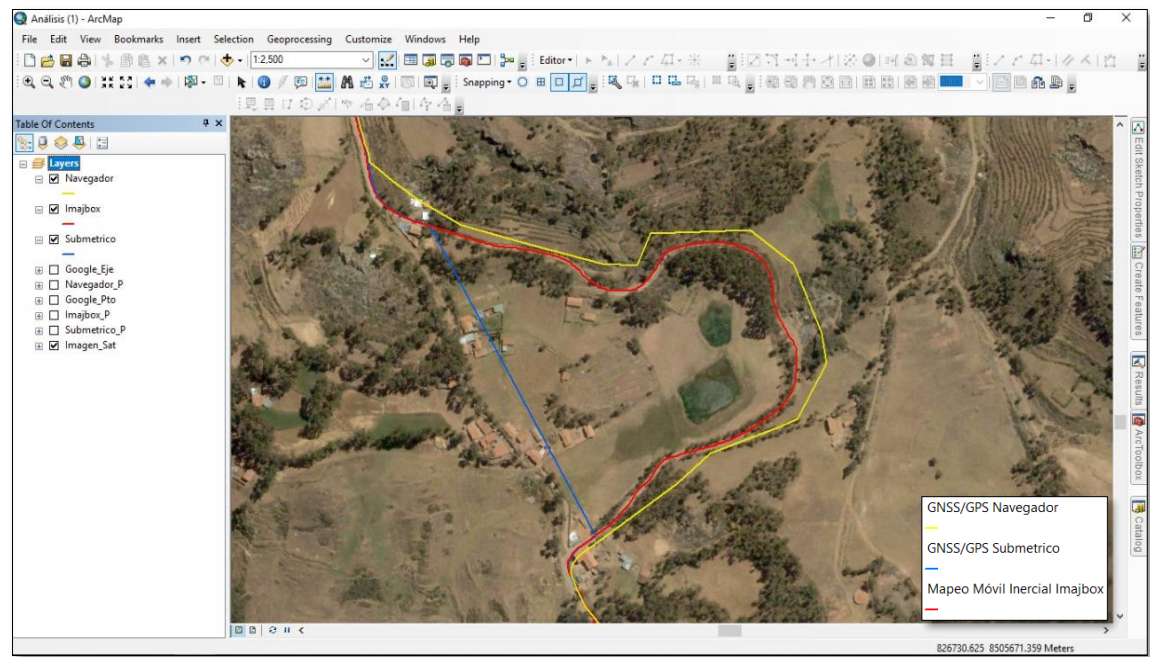 Análisis (1) - ArcMap
File Edit View Bookmarks Insert Selection Geoprocessing Customize Windows Help
1:2,500
Editor
Snapping
Table Of Contents
Layers
Navegador
Imajbox
Submetrico
Google_Eje
Navegador_P
Google_Pto
Imajbox_P
Submetrico_P
Imagen_Sat
Edit Sketch Properties
Create Features
Results
ArcToolbox
Catalog
GNSS/GPS Navegador
GNSS/GPS Submetrico
Mapeo Móvil Inercial Imajbox
826730.625 8505671.359 Meters